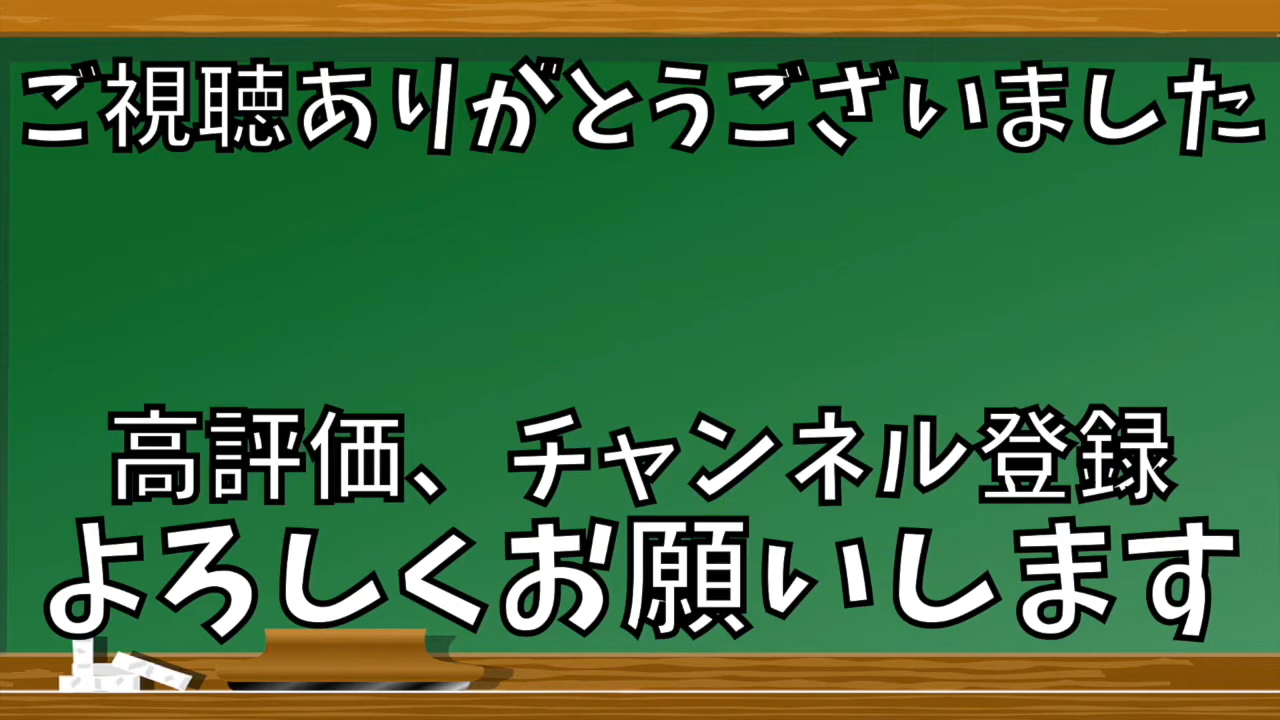 ご視聴ありがとうございました
高評価、チャンネル登録
よろしくお願いします